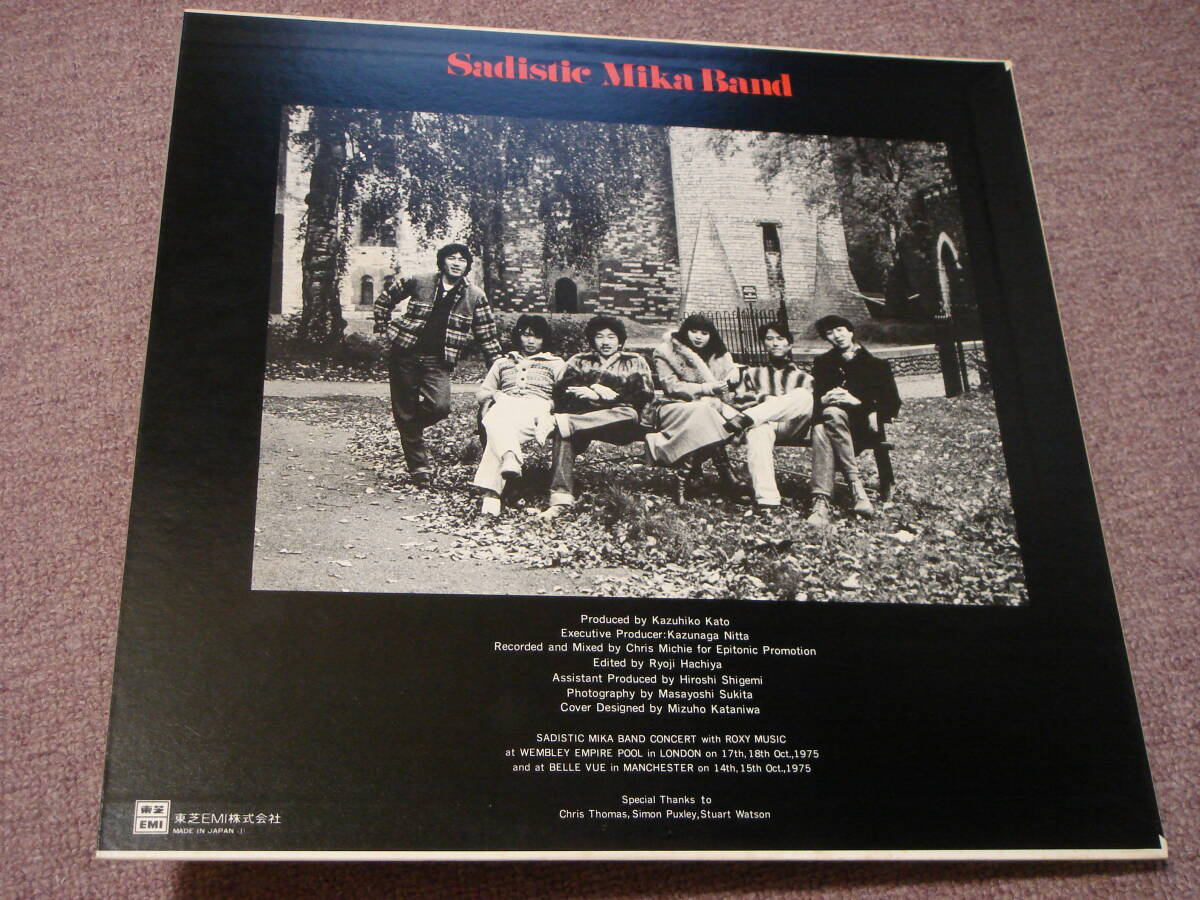 Sadistic Mika Band
Produced by Kazuhiko Kato
Executive Producer:Kazunaga Nitta
Recorded and Mixed by Chris Michie for Epitonic Promotion
Edited by Ryoji Hachiya
Assistant Produced by Hiroshi Shigemi
Photography by Masayoshi Sukita
Cover Designed by Mizuho Kataniwa
SADISTIC MIKA BAND CONCERT with ROXY MUSIC
at WEMBLEY EMPIRE POOL in LONDON on 17th,18th Oct.,1975
and at BELLE VUE in MANCHESTER on 14th,15th Oct.,1975
Special Thanks to
Chris Thomas,Simon Puxley,Stuart Watson
東芝
EMI
東芝EMI株式会社
MADE IN JAPAN